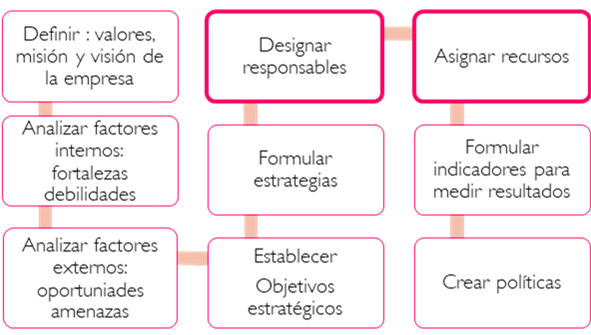 Definir : valores,
misión y visión de
la empresa
Analizar factores
internos:
fortalezas
debilidades
Analizar factores
externos:
oportuniades
amenazas
Establecer
Objetivos
estratégicos
Formular
estrategias
Designar
responsables
Asignar recursos
Formular
indicadores para
medir resultados
Crear políticas